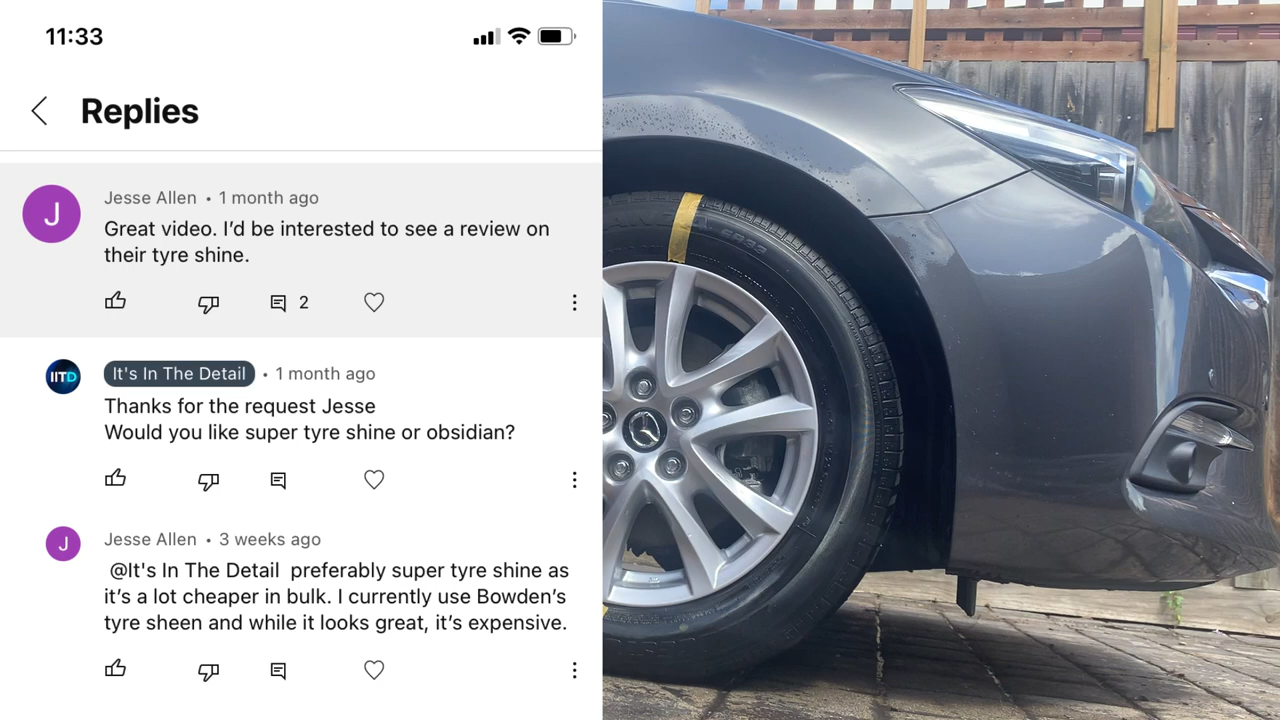 11:33
Replies
Jesse Allen • 1 month ago
Great video. I'd be interested to see a review on
their tyre shine.
2
IITD
It's In The Detail • 1 month ago
Thanks for the request Jesse
Would you like super tyre shine or obsidian?
J
Jesse Allen • 3 weeks ago
@It's In The Detail preferably super tyre shine as
it's a lot cheaper in bulk. I currently use Bowden's
tyre sheen and while it looks great, it's expensive.
J